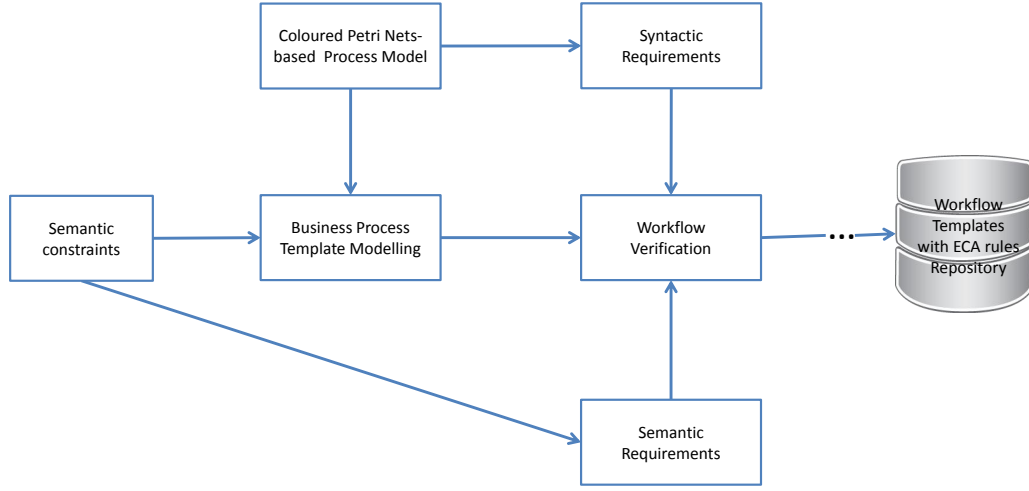 Coloured Petri Nets-
based Process Model
Syntactic
Requirements
Semantic
constraints
Business Process
Template Modelling
Workflow
Verification
...
Workflow
Templates
with ECA rules
Repository
Semantic
Requirements